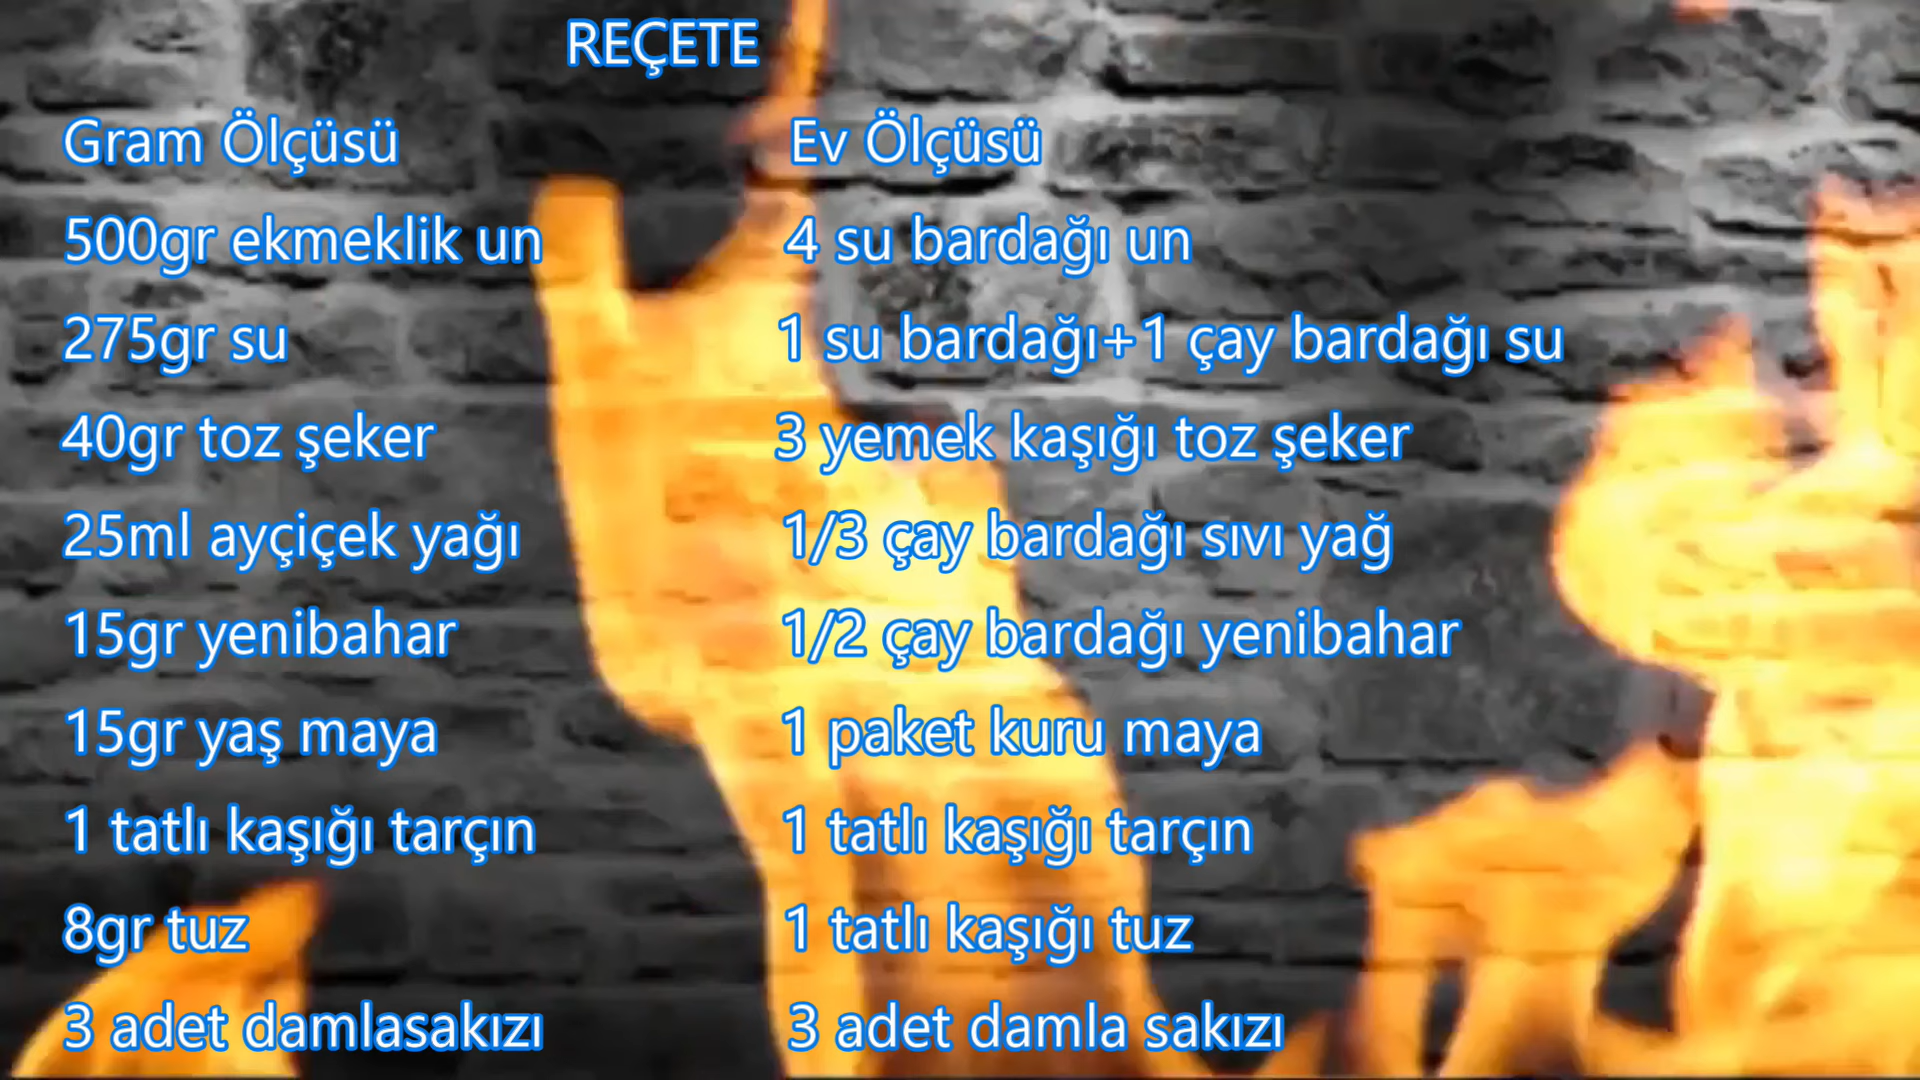 REÇETE
Gram Ölçüsü Ev Ölçüsü
500gr ekmeklik un 4 su bardağı un
275gr su 1 su bardağı+1 çay bardağı su
40gr toz şeker 3 yemek kaşığı toz şeker
25ml ayçiçek yağı 1/3 çay bardağı sıvı yağ
15gr yenibahar 1/2 çay bardağı yenibahar
15gr yaş maya 1 paket kuru maya
1 tatlı kaşığı tarçın 1 tatlı kaşığı tarçın
8gr tuz 1 tatlı kaşığı tuz
3 adet damlasakızı 3 adet damla sakızı